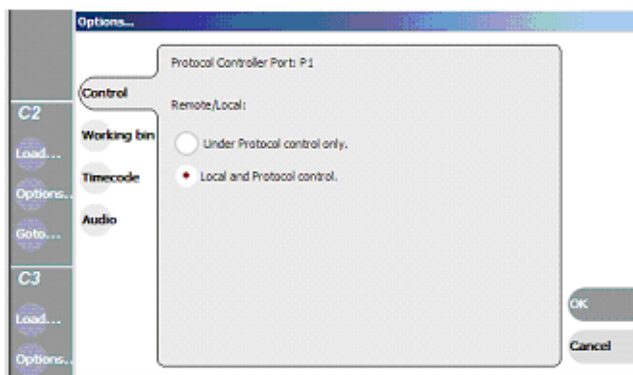 Options...
Protocol Controller Port: P1
Control
Remote/Local:
C2
Working bin
Under Protocol control only.
Load...
Timecode
Local and Protocol control.
Options..
Audio
Goto...
C3
OK
Load...
Cancel
Options..